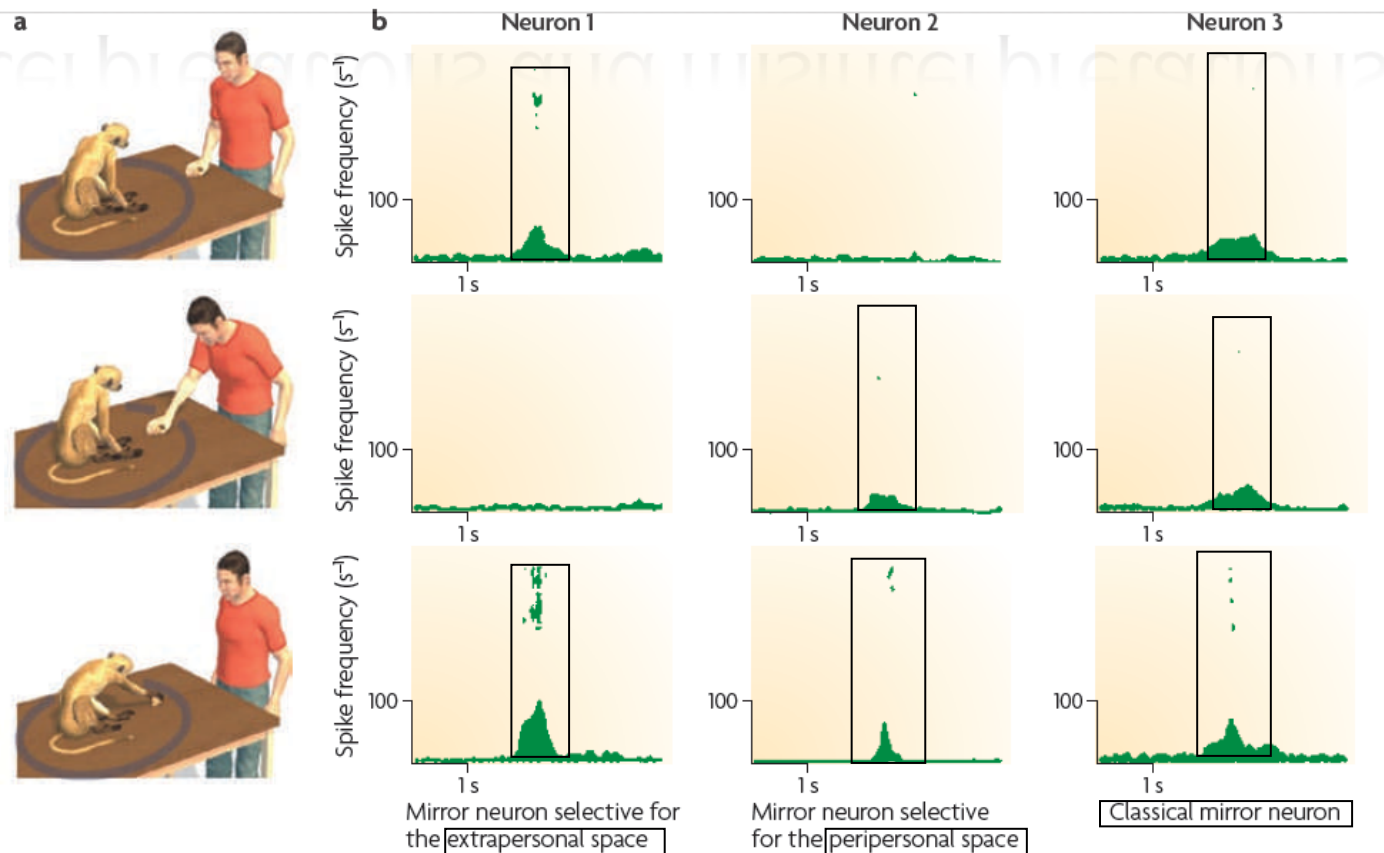 a
b
Neuron 1
Neuron 2
Neuron 3
Spike frequency (s⁻¹)
100
1 s
100
1 s
100
1 s
Spike frequency (s⁻¹)
100
1 s
100
1 s
100
1 s
Spike frequency (s⁻¹)
100
1 s
100
1 s
100
1 s
Mirror neuron selective for
the extrapersonal space
Mirror neuron selective
for the peripersonal space
Classical mirror neuron